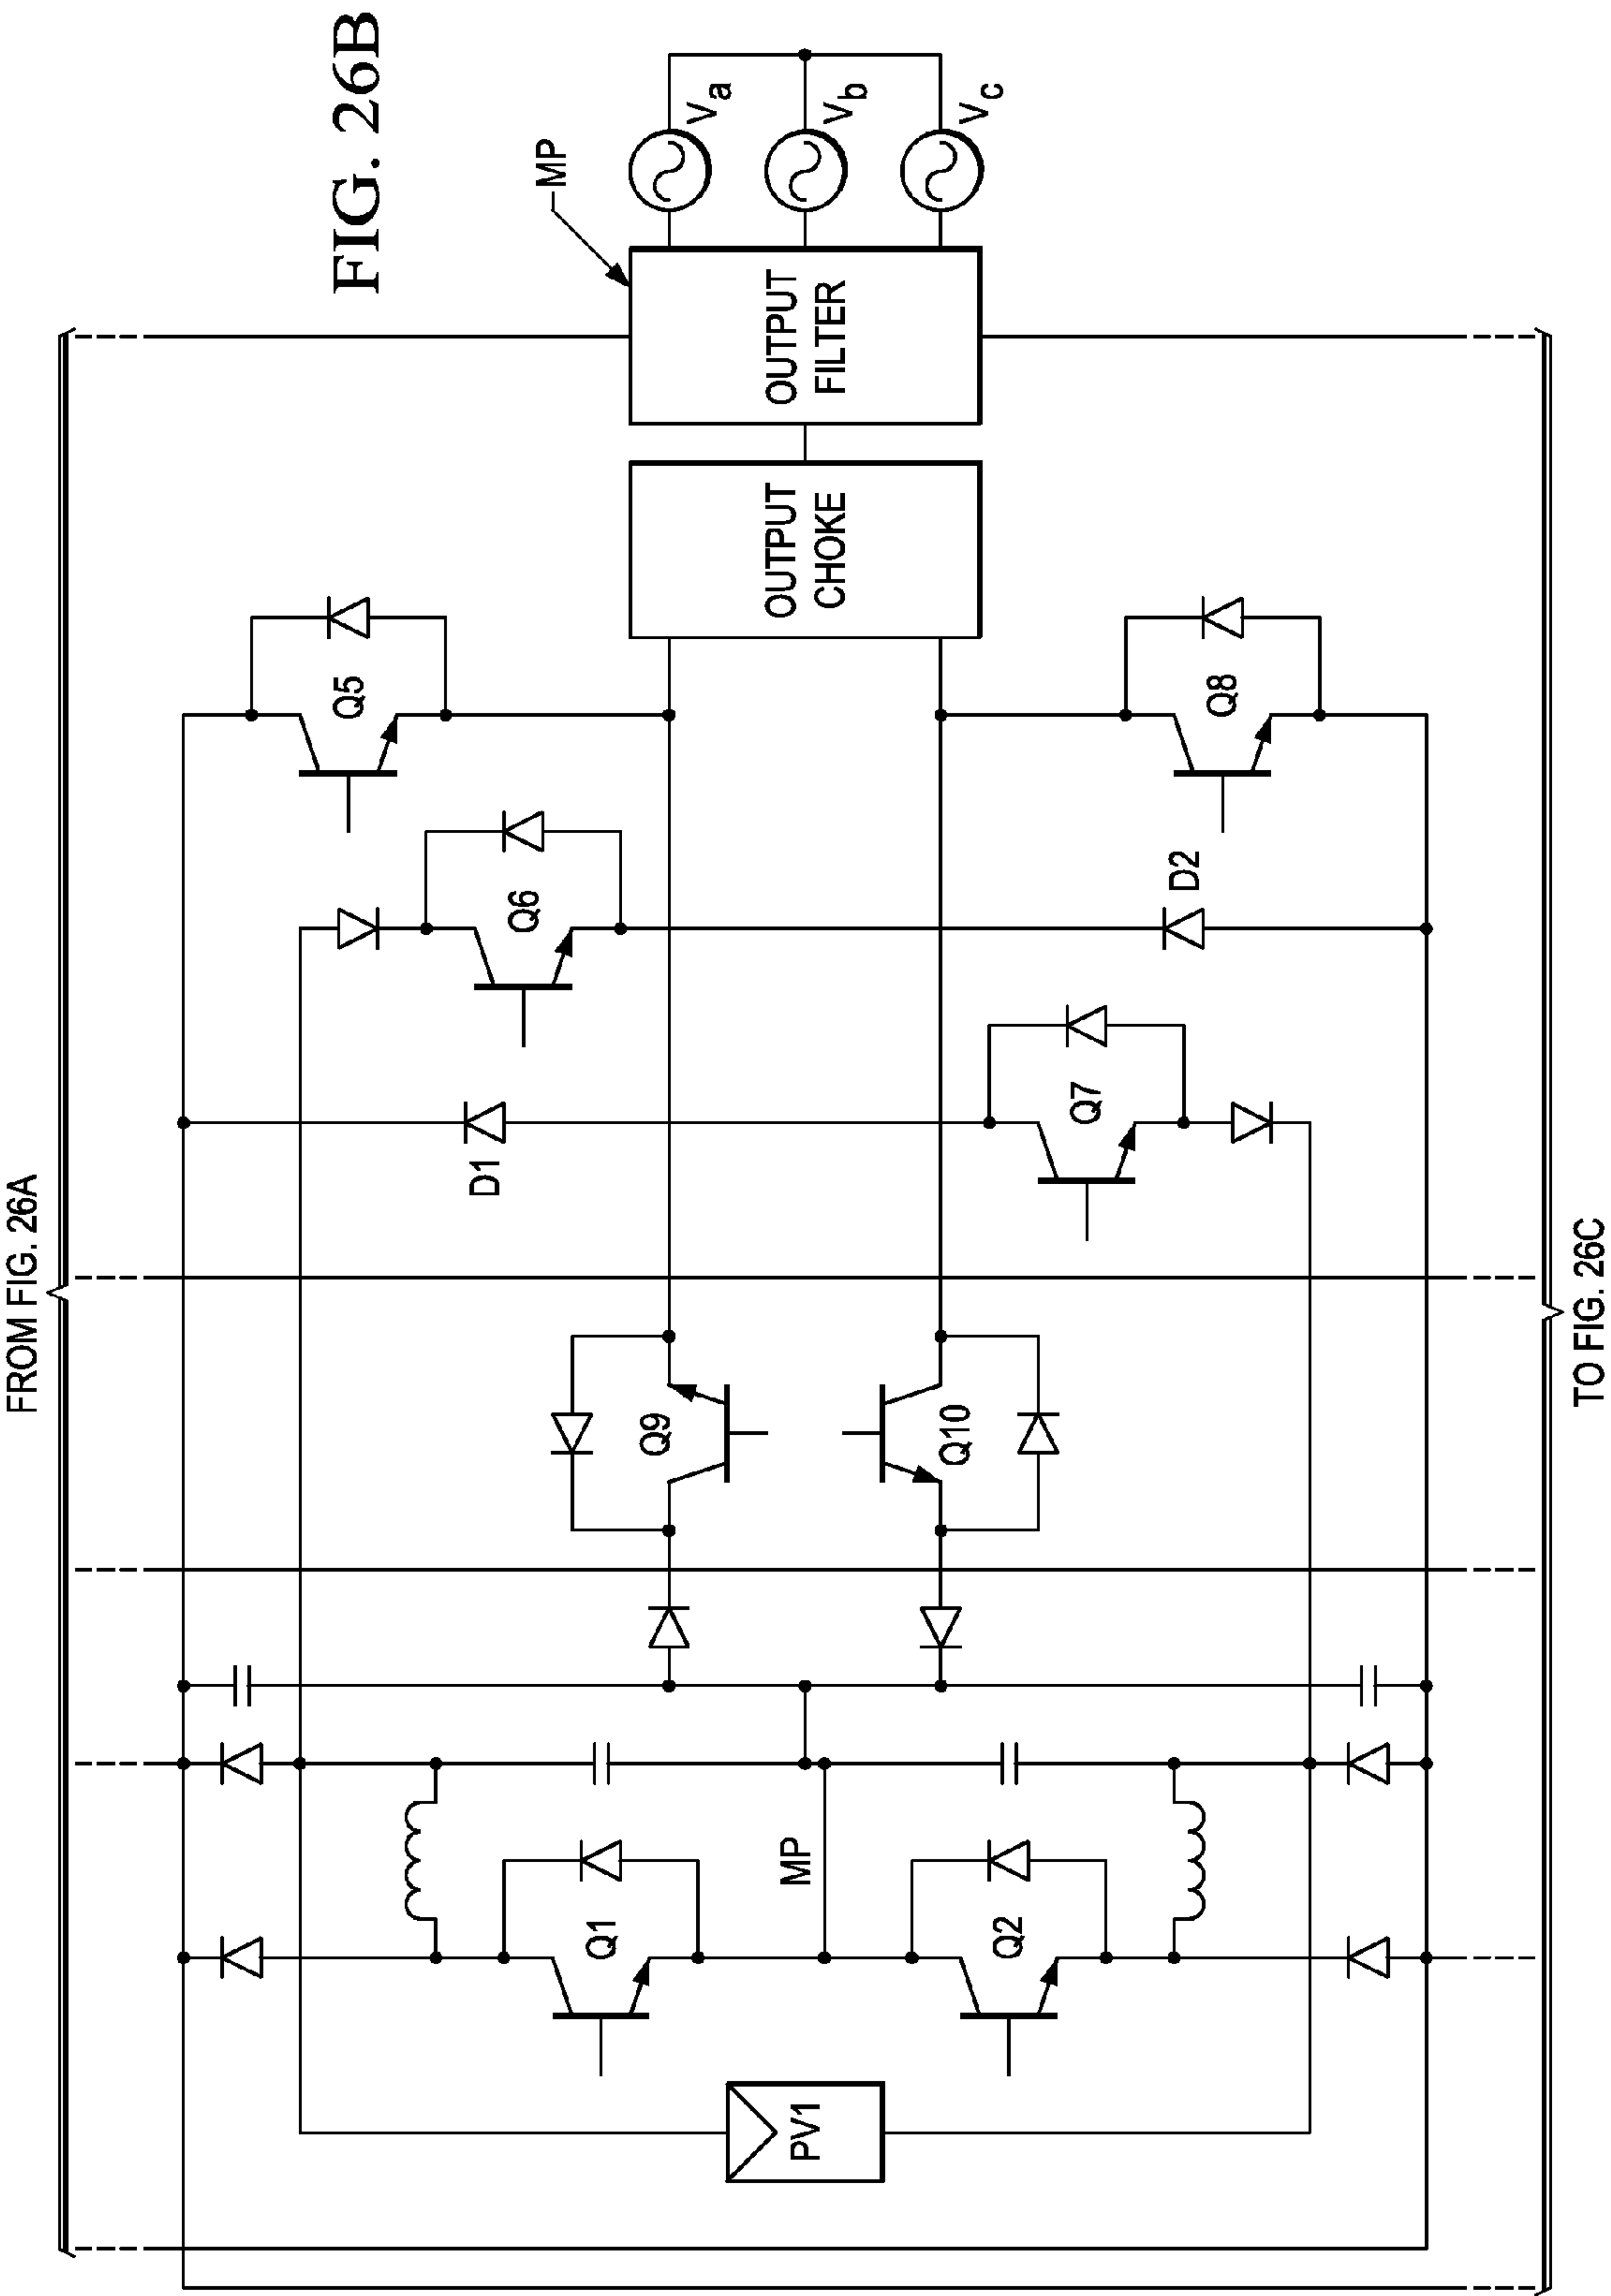 FIG. 26B
FROM FIG. 26A
MP
Va
Vb
Vc
OUTPUT
FILTER
OUTPUT
CHOKE
Q5
Q8
Q6
D2
Q7
D1
Q9
Q10
MP
Q1
Q2
PV1
TO FIG. 26C